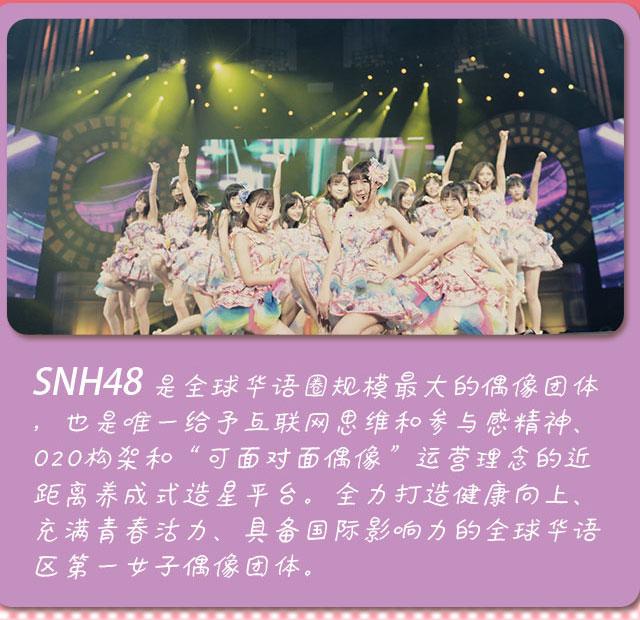 SNH48 是全球华语圈规模最大的偶像团体
，也是唯一给予互联网思维和参与感精神、
O2O构架和“可面对面偶像”运营理念的近
距离养成式造星平台。全力打造健康向上、
充满青春活力、具备国际影响力的全球华语
区第一女子偶像团体。